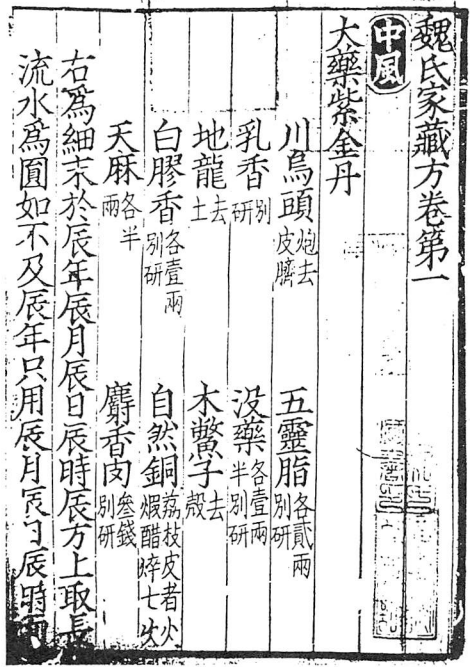 魏氏家藏方卷第一
中風
大藥紫金丹
川烏頭炮去皮臍　五靈脂各貳兩別研
乳香別研　沒藥各壹兩半別研
地龍去土　木鱉子去殼
白膠香各壹兩別研　自然銅荔枝皮者火煅醋焠七次
天麻各半兩　麝香肉叁錢別研
右為細末於辰年辰月辰日辰時辰方上取長
流水為圓如不及辰年只用辰月辰日辰時